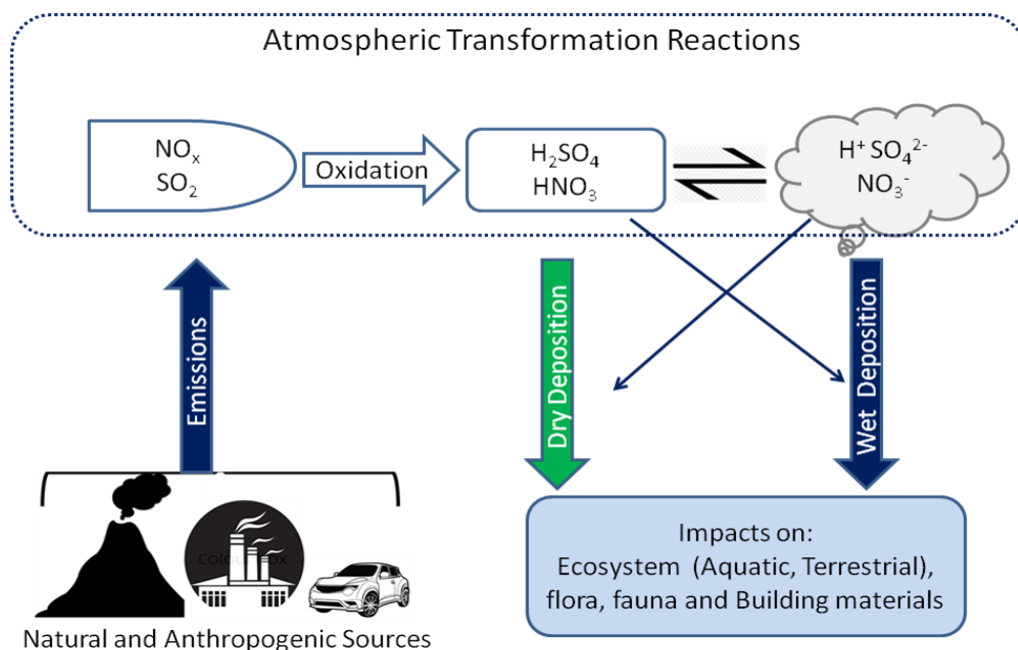 Atmospheric Transformation Reactions
NOₓ
SO₂
Oxidation
H₂SO₄
HNO₃
H⁺ SO₄²⁻
NO₃⁻
Emissions
Dry Deposition
Wet Deposition
Natural and Anthropogenic Sources
Impacts on:
Ecosystem (Aquatic, Terrestrial),
flora, fauna and Building materials